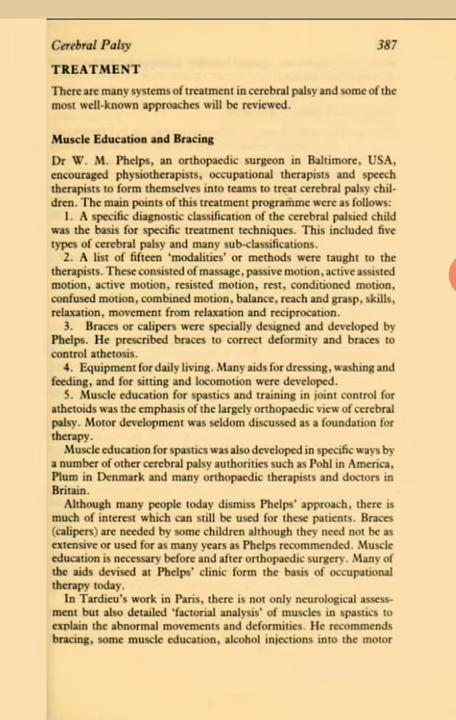 Cerebral Palsy 387
TREATMENT
There are many systems of treatment in cerebral palsy and some of the
most well-known approaches will be reviewed.
Muscle Education and Bracing
Dr W. M. Phelps, an orthopaedic surgeon in Baltimore, USA,
encouraged physiotherapists, occupational therapists and speech
therapists to form themselves into teams to treat cerebral palsy chil-
dren. The main points of this treatment programme were as follows:
1. A specific diagnostic classification of the cerebral palsied child
was the basis for specific treatment techniques. This included five
types of cerebral palsy and many sub-classifications.
2. A list of fifteen ‘modalities’ or methods were taught to the
therapists. These consisted of massage, passive motion, active assisted
motion, active motion, resisted motion, rest, conditioned motion,
confused motion, combined motion, balance, reach and grasp, skills,
relaxation, movement from relaxation and reciprocation.
3. Braces or calipers were specially designed and developed by
Phelps. He prescribed braces to correct deformity and braces to
control athetosis.
4. Equipment for daily living. Many aids for dressing, washing and
feeding, and for sitting and locomotion were developed.
5. Muscle education for spastics and training in joint control for
athetoids was the emphasis of the largely orthopaedic view of cerebral
palsy. Motor development was seldom discussed as a foundation for
therapy.
Muscle education for spastics was also developed in specific ways by
a number of other cerebral palsy authorities such as Pohl in America,
Plum in Denmark and many orthopaedic therapists and doctors in
Britain.
Although many people today dismiss Phelps’ approach, there is
much of interest which can still be used for these patients. Braces
(calipers) are needed by some children although they need not be as
extensive or used for as many years as Phelps recommended. Muscle
education is necessary before and after orthopaedic surgery. Many of
the aids devised at Phelps’ clinic form the basis of occupational
therapy today.
In Tardieu’s work in Paris, there is not only neurological assess-
ment but also detailed ‘factorial analysis’ of muscles in spastics to
explain the abnormal movements and deformities. He recommends
bracing, some muscle education, alcohol injections into the motor